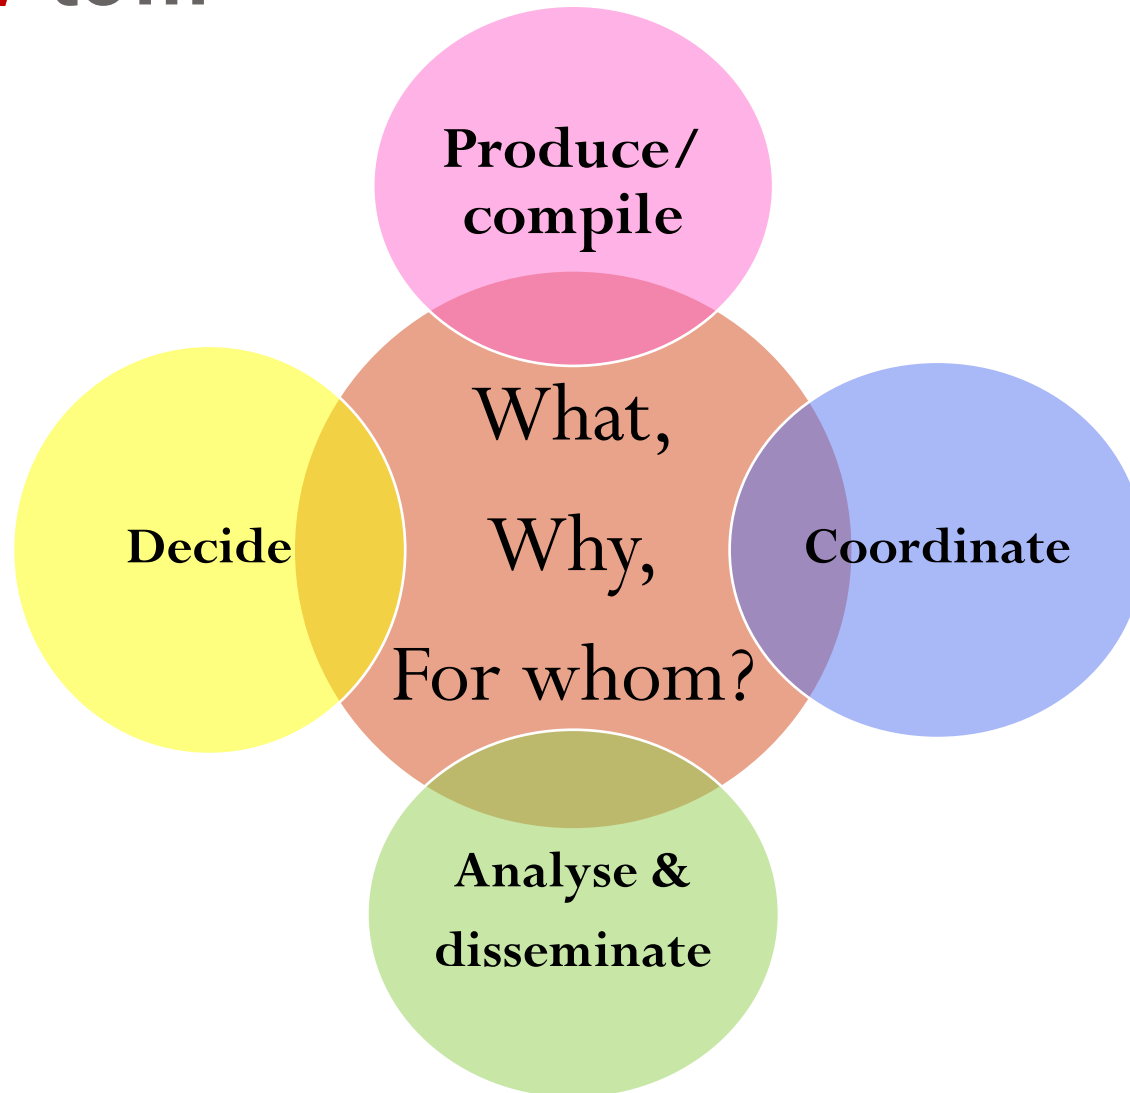 Produce/
compile
What,
Decide
Why,
Coordinate
For whom?
Analyse &
disseminate